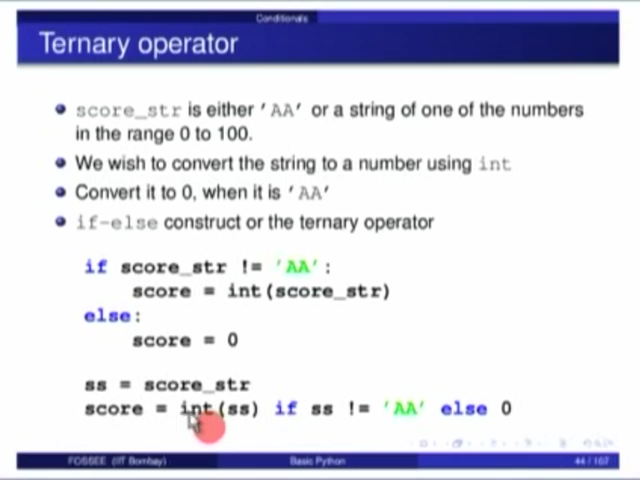 Conditionals
Ternary operator
score_str is either 'AA' or a string of one of the numbers
in the range 0 to 100.
We wish to convert the string to a number using int
Convert it to 0, when it is 'AA'
if-else construct or the ternary operator
if score_str != 'AA':
score = int(score_str)
else:
score = 0
ss = score_str
score = int(ss) if ss != 'AA' else 0
FOSSEE (IIT Bombay) Basic Python 44 / 107